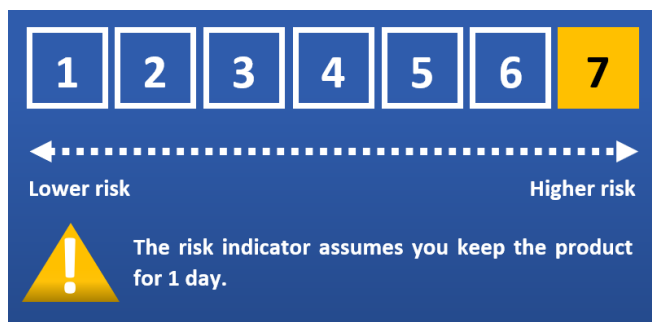 1 2 3 4 5 6 7
Lower risk Higher risk
! The risk indicator assumes you keep the product
for 1 day.